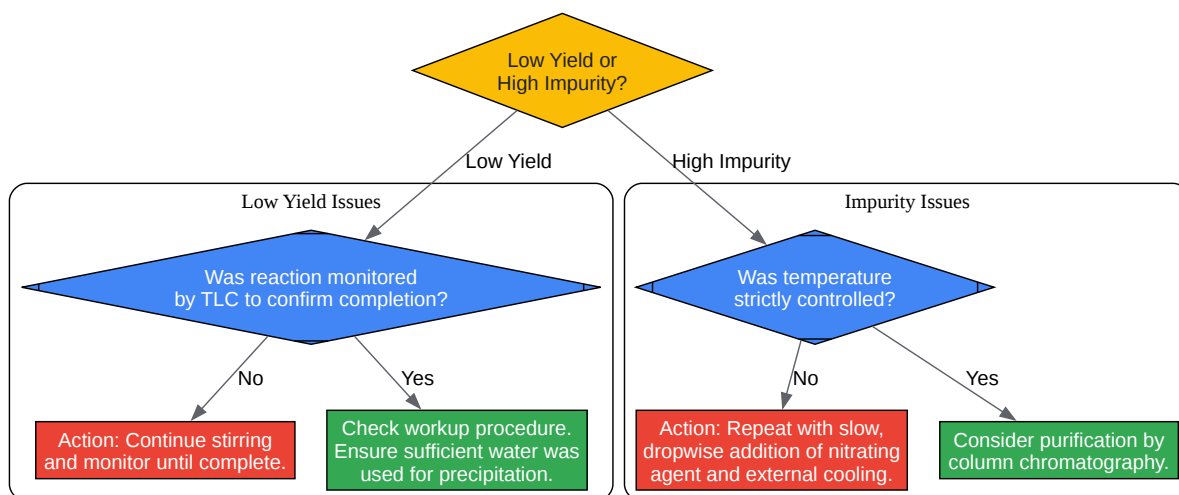 Low Yield or
High Impurity?
Low Yield
High Impurity
Low Yield Issues
Impurity Issues
Was reaction monitored
by TLC to confirm completion?
Was temperature
strictly controlled?
No
Yes
No
Yes
Action: Continue stirring
and monitor until complete.
Check workup procedure.
Ensure sufficient water was
used for precipitation.
Action: Repeat with slow,
dropwise addition of nitrating
agent and external cooling.
Consider purification by
column chromatography.